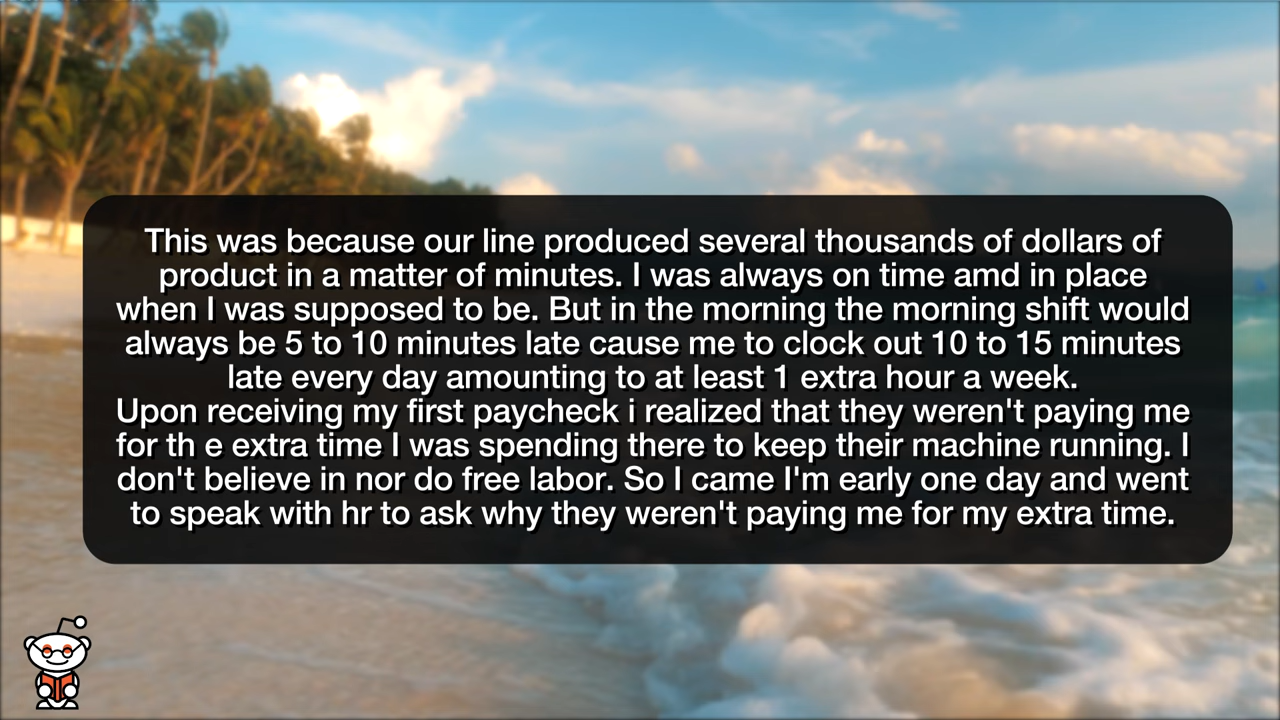 This was because our line produced several thousands of dollars of
product in a matter of minutes. I was always on time amd in place
when I was supposed to be. But in the morning the morning shift would
always be 5 to 10 minutes late cause me to clock out 10 to 15 minutes
late every day amounting to at least 1 extra hour a week.
Upon receiving my first paycheck i realized that they weren't paying me
for th e extra time I was spending there to keep their machine running. I
don't believe in nor do free labor. So I came I'm early one day and went
to speak with hr to ask why they weren't paying me for my extra time.